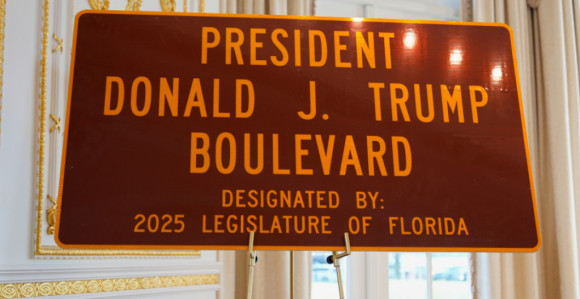 PRESIDENT
DONALD J. TRUMP
BOULEVARD
DESIGNATED BY:
2025 LEGISLATURE OF FLORIDA